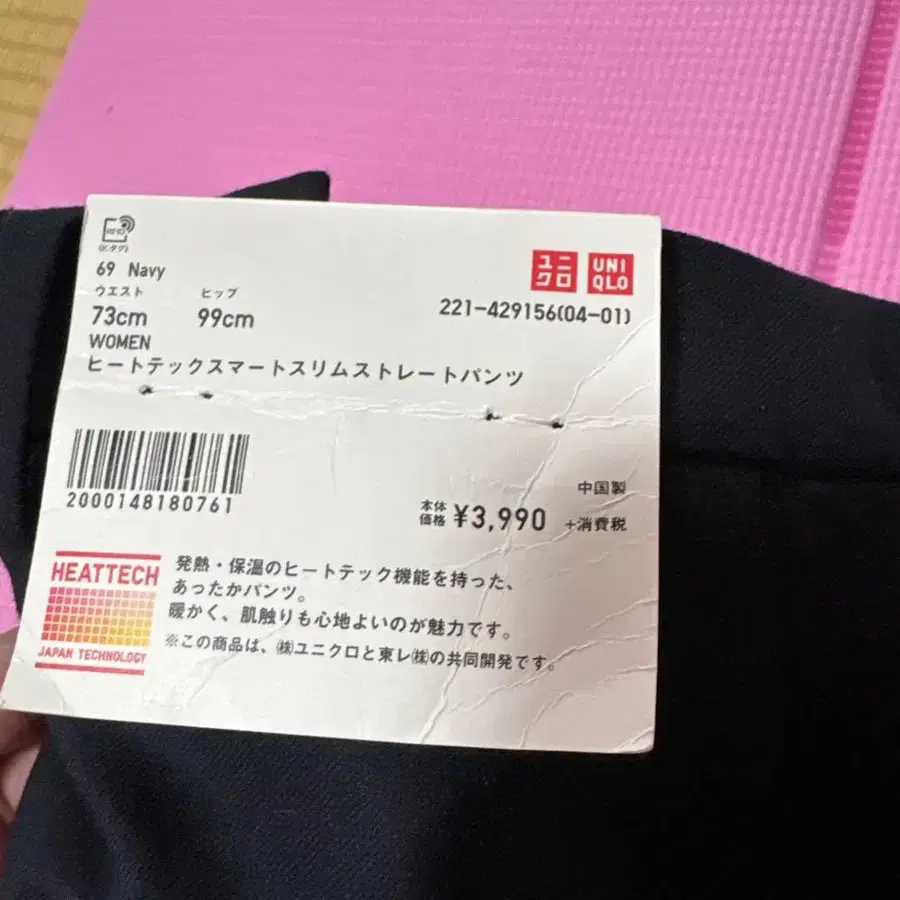 RFID
(ICタグ)
69 Navy
ウエスト ヒップ
73cm 99cm
WOMEN
ヒートテックスマートスリムストレートパンツ
ユニクロ UNIQLO
221-429156(04-01)
2000148180761
中国製
本体価格 ¥3,990 +消費税
HEATTECH
JAPAN TECHNOLOGY
発熱・保温のヒートテック機能を持った、
あったかパンツ。
暖かく、肌触りも心地よいのが魅力です。
※この商品は、㈱ユニクロと東レ㈱の共同開発です。